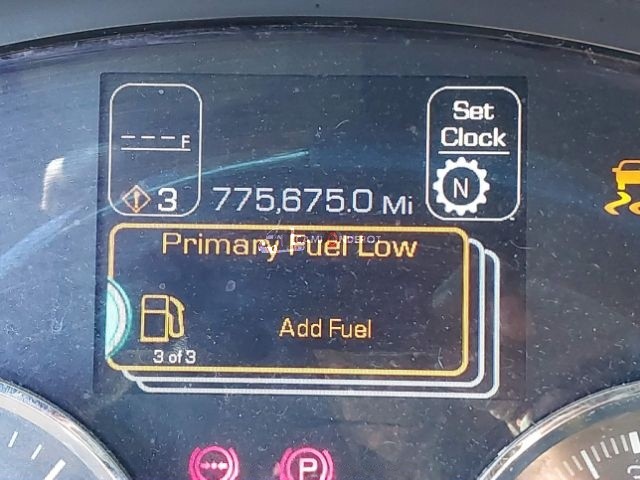 ---F
Set
Clock
3
775,675.0 Mi
N
Primary Fuel Low
Add Fuel
3 of 3
P